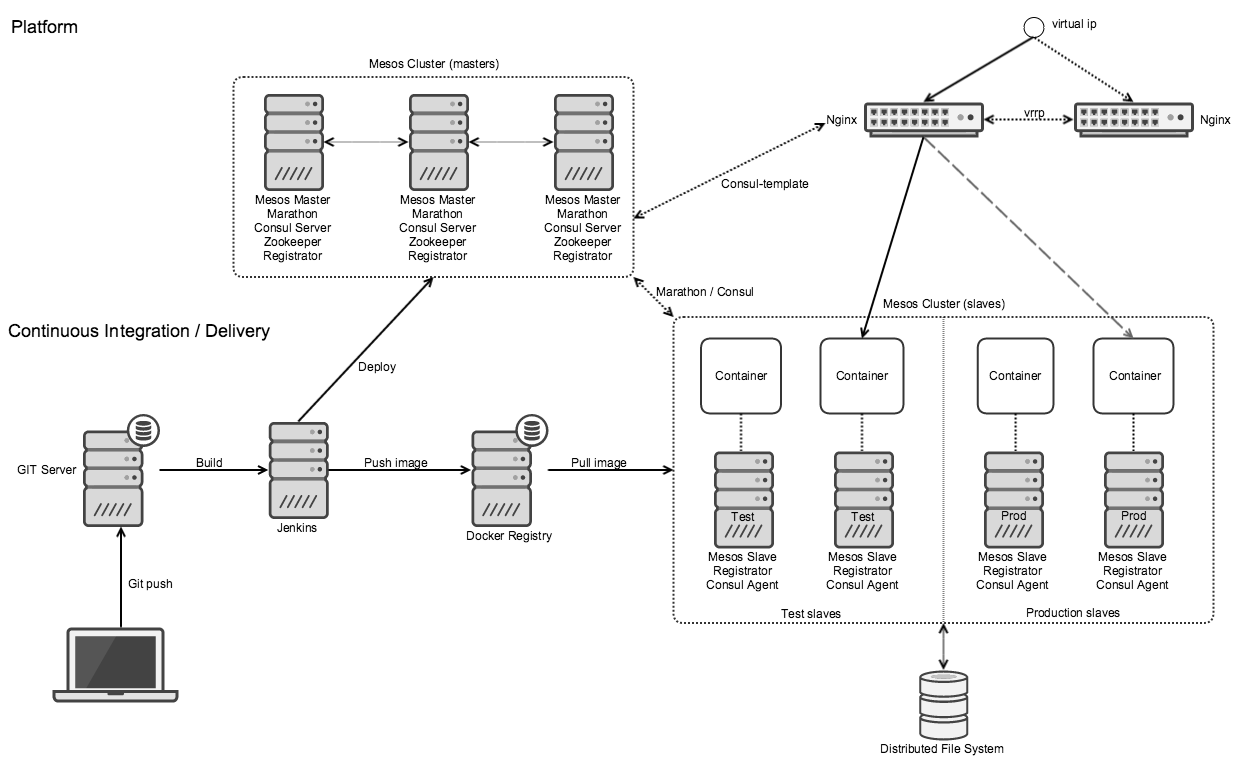 Platform
virtual ip
Mesos Cluster (masters)
Nginx
vrrp
Nginx
Consul-template
Mesos Master
Marathon
Consul Server
Zookeeper
Registrator
Mesos Master
Marathon
Consul Server
Zookeeper
Registrator
Mesos Master
Marathon
Consul Server
Zookeeper
Registrator
Marathon / Consul
Mesos Cluster (slaves)
Continuous Integration / Delivery
Deploy
Container
Container
Container
Container
GIT Server
Build
Push image
Pull image
Jenkins
Docker Registry
Test
Test
Prod
Prod
Mesos Slave
Registrator
Consul Agent
Mesos Slave
Registrator
Consul Agent
Mesos Slave
Registrator
Consul Agent
Mesos Slave
Registrator
Consul Agent
Git push
Test slaves
Production slaves
Distributed File System